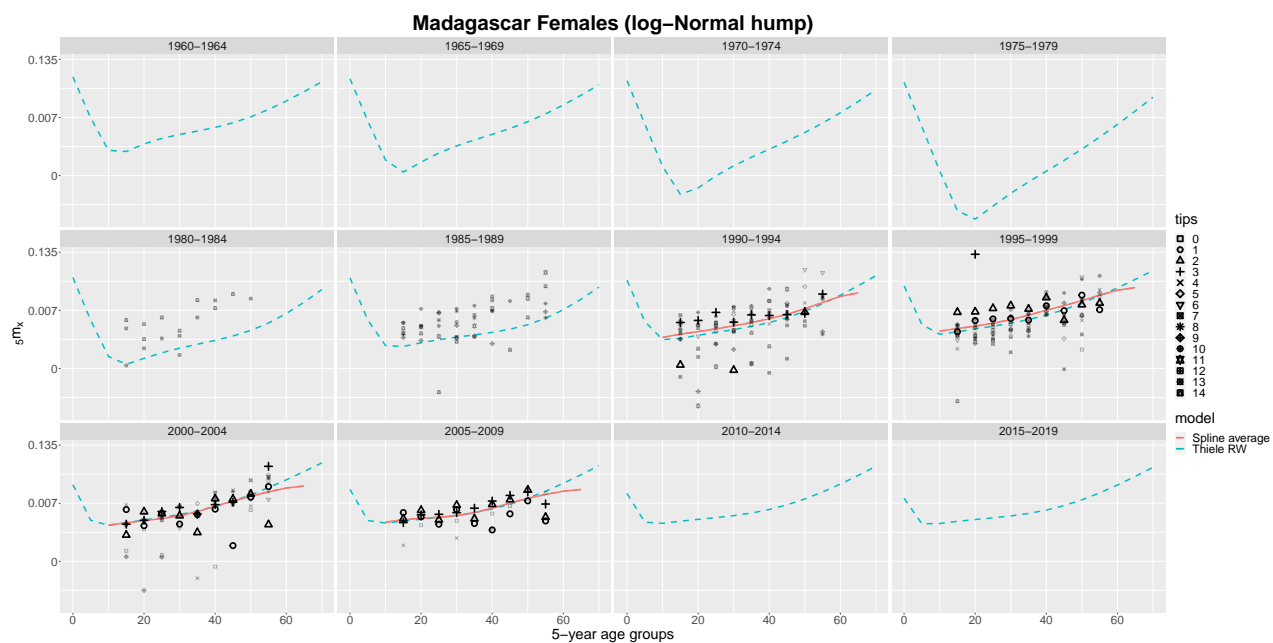 Madagascar Females (log−Normal hump)
1960−1964 1965−1969 1970−1974 1975−1979
0.135
0.007
0
1980−1984 1985−1989 1990−1994 1995−1999
0.135
0.007
0
2000−2004 2005−2009 2010−2014 2015−2019
0.135
0.007
0
0 20 40 60 0 20 40 60 0 20 40 60 0 20 40 60
5−year age groups
5mx
tips
0
1
2
3
4
5
6
7
8
9
10
11
12
13
14
model
Spline average
Thiele RW